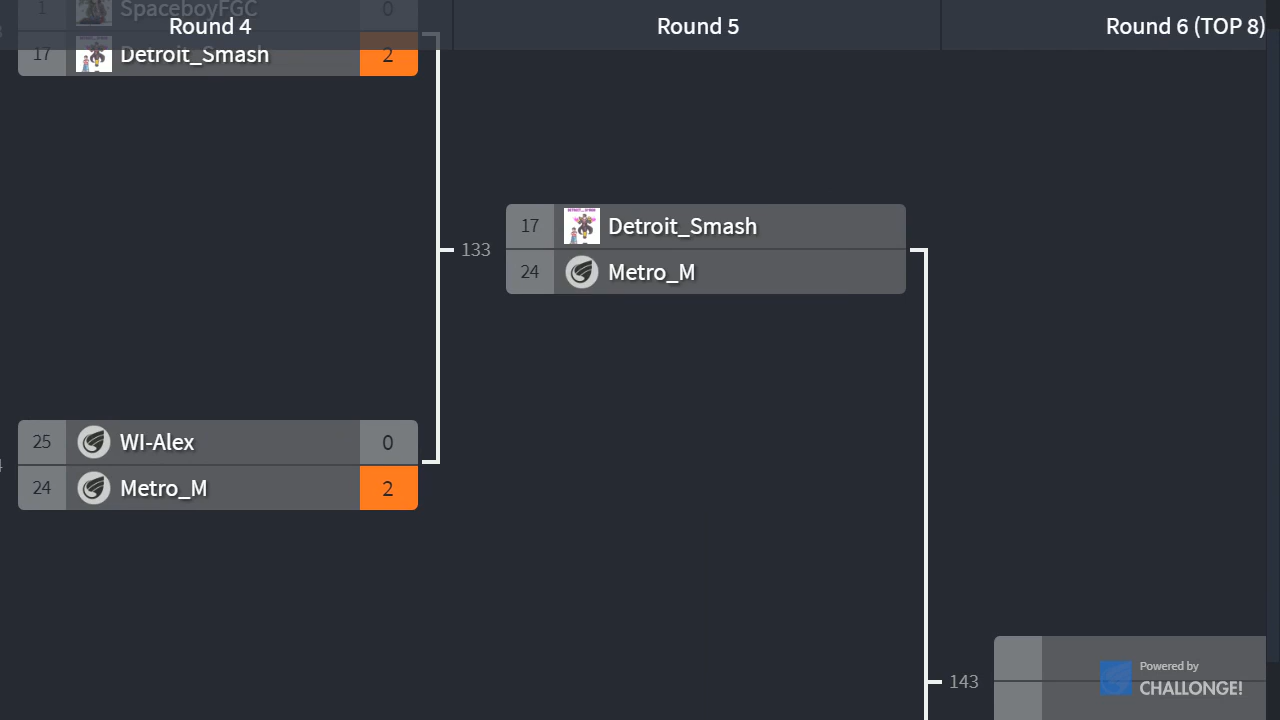 1 SpaceboyFGC 0
Round 4
Round 5
Round 6 (TOP 8)
17 Detroit_Smash 2
133
17 Detroit_Smash
24 Metro_M
25 WI-Alex 0
24 Metro_M 2
143
Powered by
CHALLONGE!